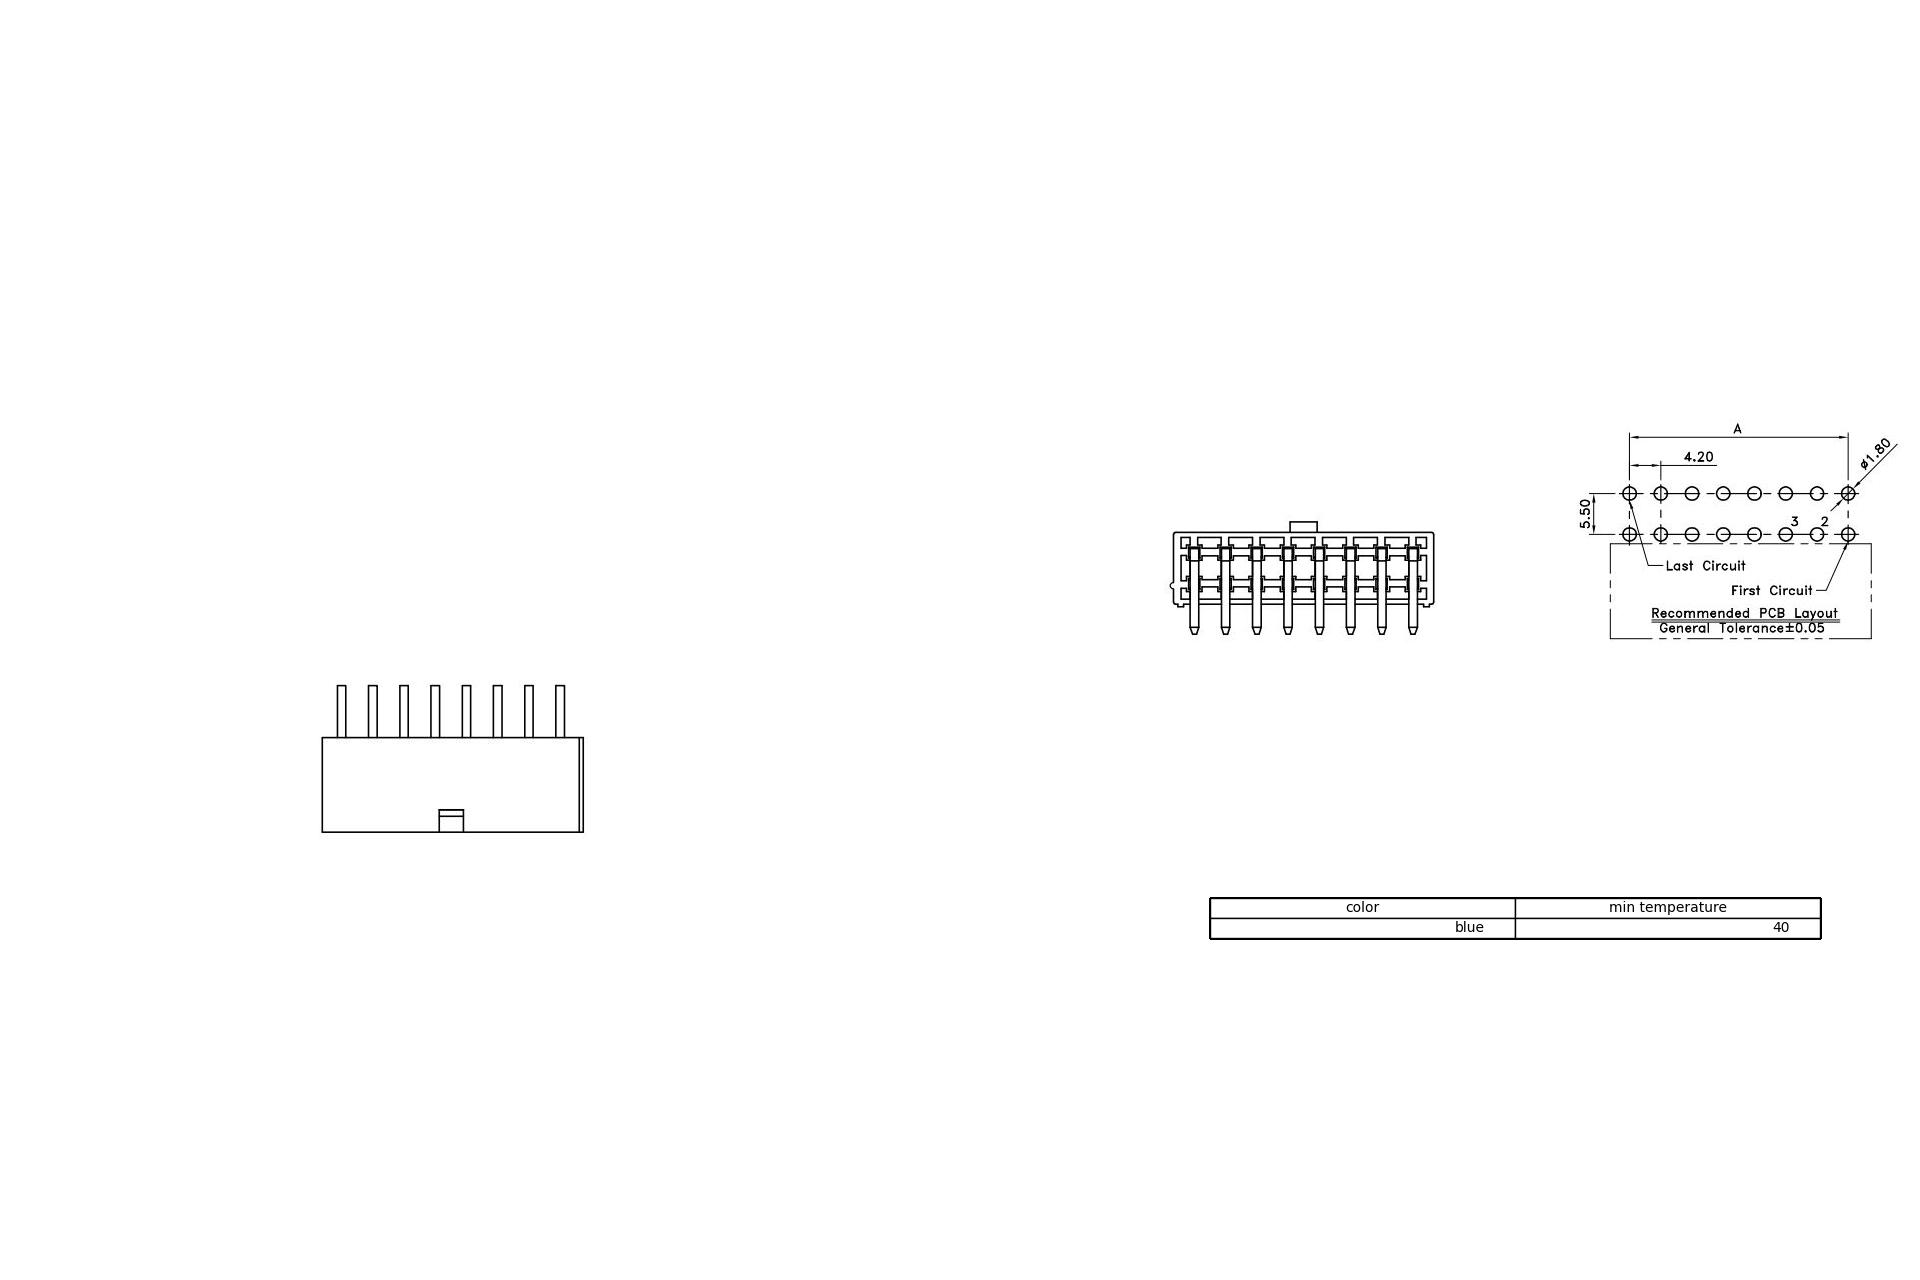 A
4.20
ø1.80
5.50
3 2
Last Circuit
First Circuit
Recommended PCB Layout
General Tolerance±0.05
color min temperature
blue 40